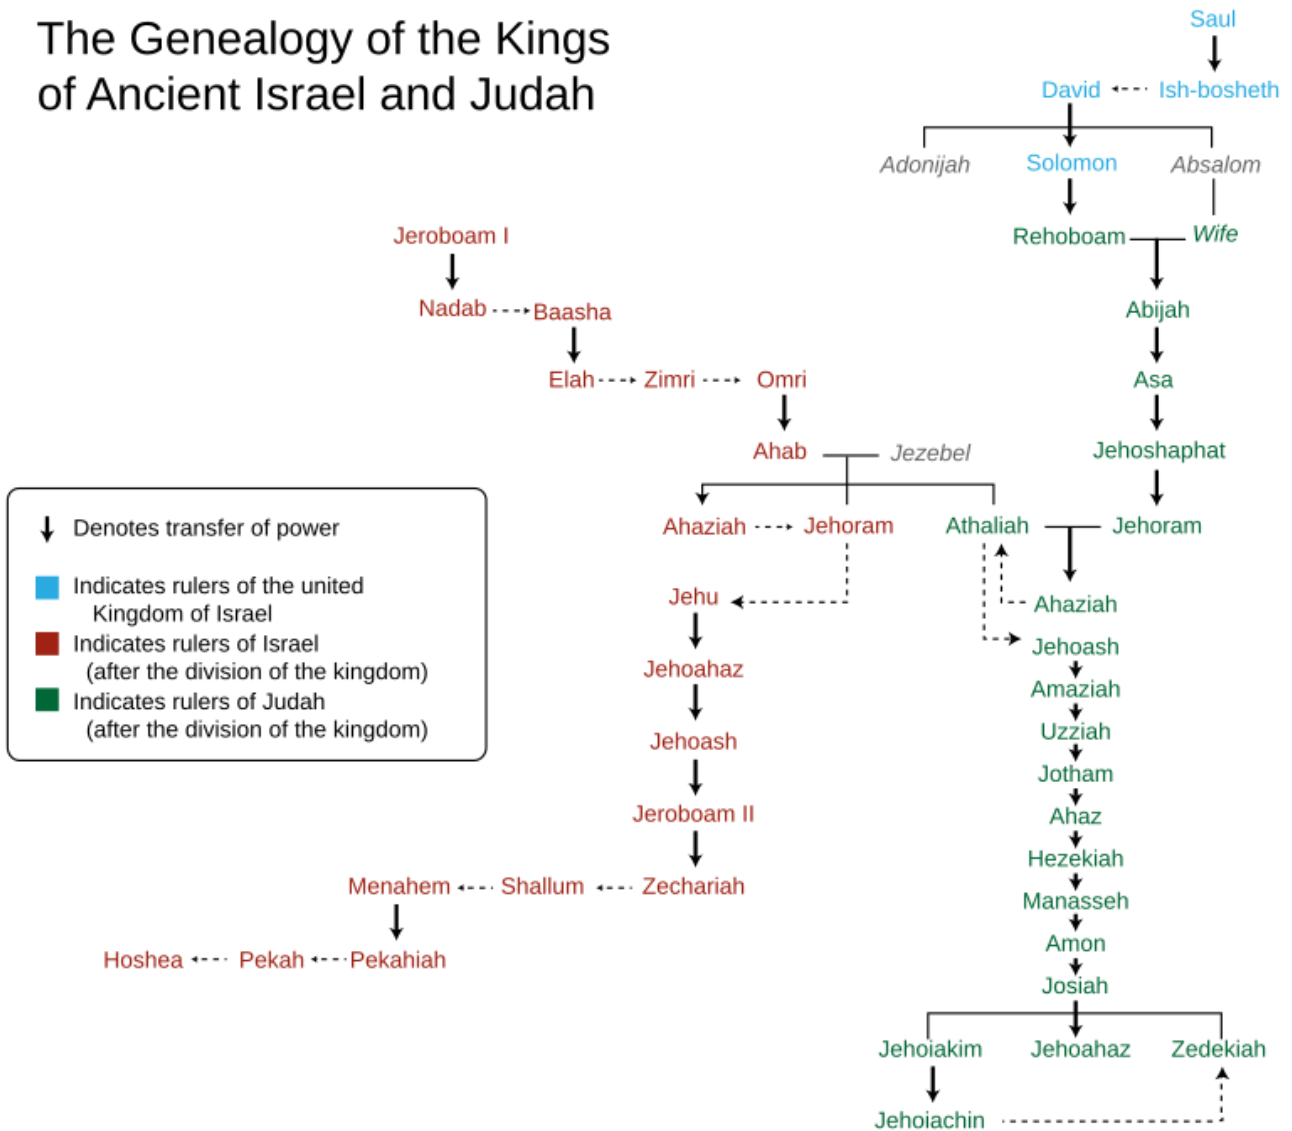 The Genealogy of the Kings
of Ancient Israel and Judah
Saul
David
Ish-bosheth
Adonijah
Solomon
Absalom
Jeroboam I
Rehoboam
Wife
Nadab
Baasha
Abijah
Elah
Zimri
Omri
Asa
Ahab
Jezebel
Jehoshaphat
Ahaziah
Jehoram
Athaliah
Jehoram
Denotes transfer of power
Indicates rulers of the united
Kingdom of Israel
Indicates rulers of Israel
(after the division of the kingdom)
Indicates rulers of Judah
(after the division of the kingdom)
Jehu
Ahaziah
Jehoahaz
Jehoash
Amaziah
Jehoash
Uzziah
Jotham
Jeroboam II
Ahaz
Menahem
Shallum
Zechariah
Hezekiah
Manasseh
Hoshea
Pekah
Pekahiah
Amon
Josiah
Jehoiakim
Jehoahaz
Zedekiah
Jehoiachin